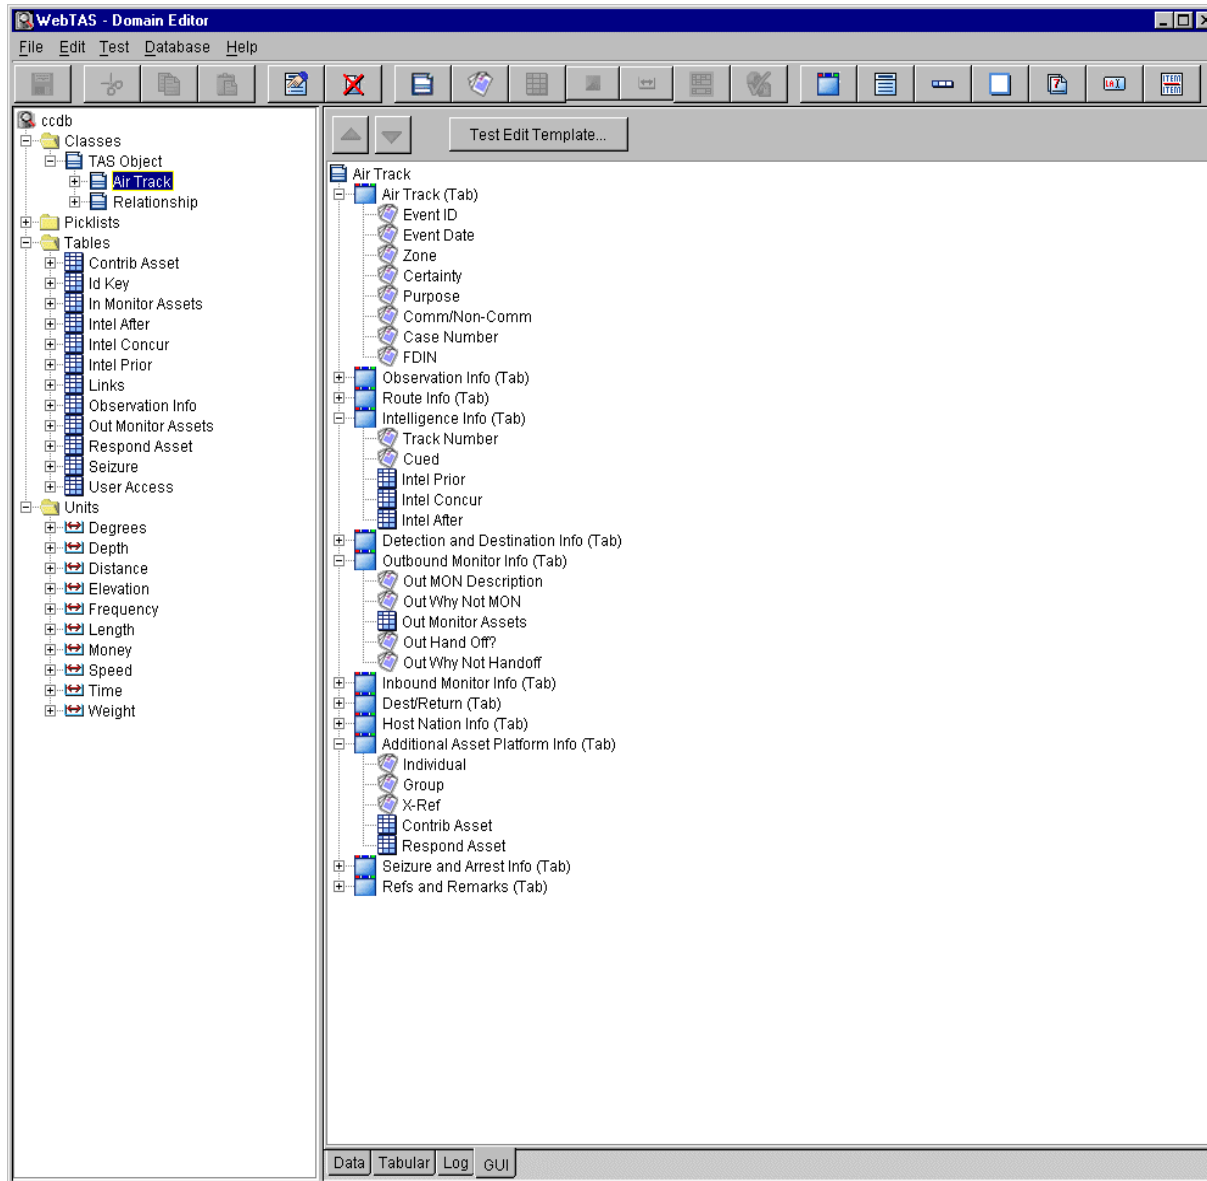 WebTAS - Domain Editor
File Edit Test Database Help
ccdb
Classes
TAS Object
Air Track
Relationship
Picklists
Tables
Contrib Asset
Id Key
In Monitor Assets
Intel After
Intel Concur
Intel Prior
Links
Observation Info
Out Monitor Assets
Respond Asset
Seizure
User Access
Units
Degrees
Depth
Distance
Elevation
Frequency
Length
Money
Speed
Time
Weight
Test Edit Template...
Air Track
Air Track (Tab)
Event ID
Event Date
Zone
Certainty
Purpose
Comm/Non-Comm
Case Number
FDIN
Observation Info (Tab)
Route Info (Tab)
Intelligence Info (Tab)
Track Number
Cued
Intel Prior
Intel Concur
Intel After
Detection and Destination Info (Tab)
Outbound Monitor Info (Tab)
Out MON Description
Out Why Not MON
Out Monitor Assets
Out Hand Off?
Out Why Not Handoff
Inbound Monitor Info (Tab)
Dest/Return (Tab)
Host Nation Info (Tab)
Additional Asset Platform Info (Tab)
Individual
Group
X-Ref
Contrib Asset
Respond Asset
Seizure and Arrest Info (Tab)
Refs and Remarks (Tab)
Data Tabular Log GUI